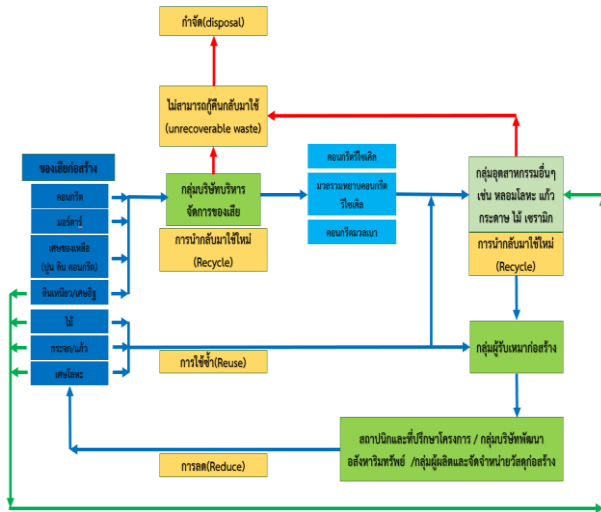 กำจัด(disposal)
ไม่สามารถกู้คืนกลับมาใช้
(unrecoverable waste)
ของเสียก่อสร้าง
คอนกรีต
มอร์ตาร์
เศษของเหลือ
(ปูน ดิน คอนกรีต)
ดินเหนียว/เศษอิฐ
ไม้
กระจก/แก้ว
เศษโลหะ
กลุ่มบริษัทบริหาร
จัดการของเสีย
การนำกลับมาใช้ใหม่
(Recycle)
คอนกรีตรีไซเคิล
มวลรวมหยาบคอนกรีต
รีไซเคิล
คอนกรีตมวลเบา
กลุ่มอุตสาหกรรมอื่นๆ
เช่น หลอมโลหะ แก้ว
กระดาษ ไม้ เซรามิก
การนำกลับมาใช้ใหม่
(Recycle)
การใช้ซ้ำ(Reuse)
กลุ่มผู้รับเหมาก่อสร้าง
สถาปนิกและที่ปรึกษาโครงการ / กลุ่มบริษัทพัฒนา
อสังหาริมทรัพย์ /กลุ่มผู้ผลิตและจัดจำหน่ายวัสดุก่อสร้าง
การลด(Reduce)